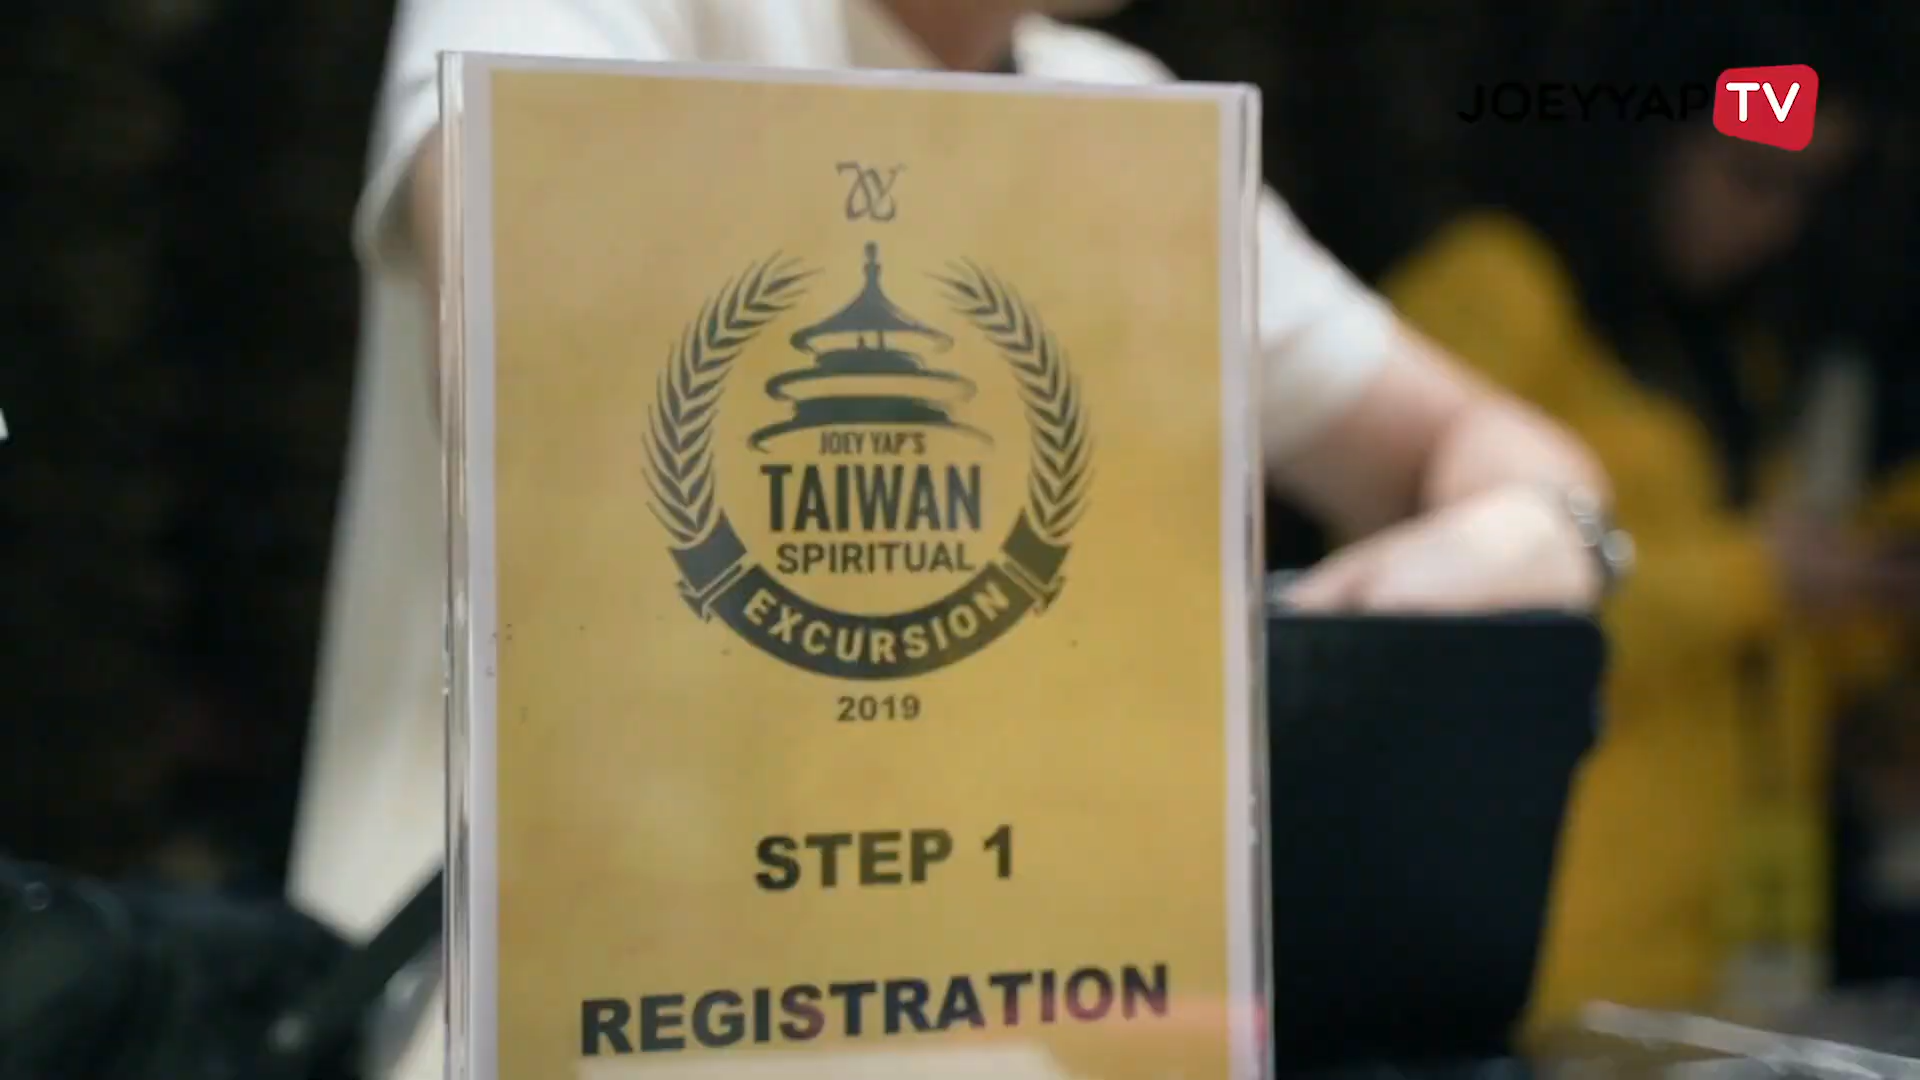 JOEYYAP TV
JOEY YAP'S
TAIWAN
SPIRITUAL
EXCURSION
2019
STEP 1
REGISTRATION